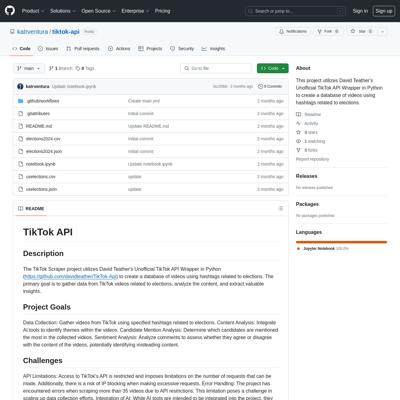 Product Solutions Open Source Enterprise Pricing
Search or jump to...
Sign in
Sign up
katrventura / tiktok-api Public
Notifications Fork 0 Star 0
Code Issues Pull requests Actions Projects Security Insights
main 1 Branch 0 Tags Go to file Code
katrventura Update notebook.ipynb 2 months ago 9 Commits
.github/workflows Create main.yml 2 months ago
.gitattributes Initial commit 2 months ago
README.md Update README.md 2 months ago
elections2024.csv Initial commit 2 months ago
elections2024.json Initial commit 2 months ago
notebook.ipynb Update notebook.ipynb 2 months ago
uselections.csv update 2 months ago
uselections.json update 2 months ago
README
TikTok API
Description
The TikTok Scraper project utilizes David Teather's Unofficial TikTok API Wrapper in Python
(https://github.com/davidteather/TikTok-Api) to create a database of videos using hashtags related to elections. The
primary goal is to gather data from TikTok videos related to elections, analyze the content, and extract valuable
insights.
Project Goals
Data Collection: Gather videos from TikTok using specified hashtags related to elections. Content Analysis: Integrate
AI tools to identify themes within the videos. Candidate Mention Analysis: Determine which candidates are mentioned
the most in the collected videos. Sentiment Analysis: Analyze comments to assess whether they agree or disagree
with the content of the videos, potentially identifying misleading content.
Challenges
API Limitations: Access to TikTok's API is restricted and imposes limitations on the number of requests that can be
made. Additionally, there is a risk of IP blocking when making excessive requests. Error Handling: The project has
encountered errors when scraping more than 35 videos due to API restrictions. This limitation poses a challenge in
scaling up data collection efforts. Integration of AI: While AI tools are intended to be integrated into the project, they
About
This project utilizes David Teather's
Unofficial TikTok API Wrapper in Python
to create a database of videos using
hashtags related to elections.
Readme
Activity
0 stars
1 watching
0 forks
Report repository
Releases
No releases published
Packages
No packages published
Languages
Jupyter Notebook 100.0%